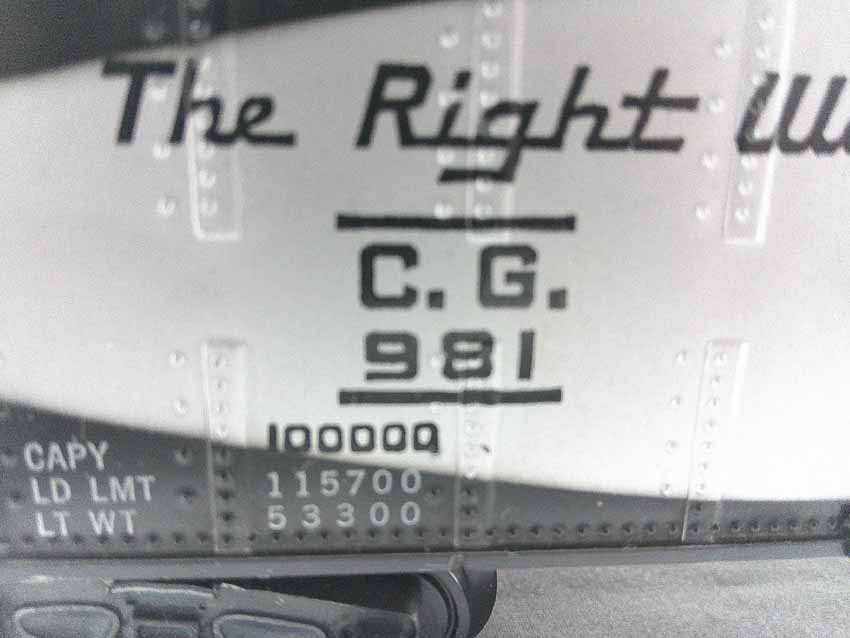 The Right
C. G.
981
CAPY 100000
LD LMT 115700
LT WT 53300